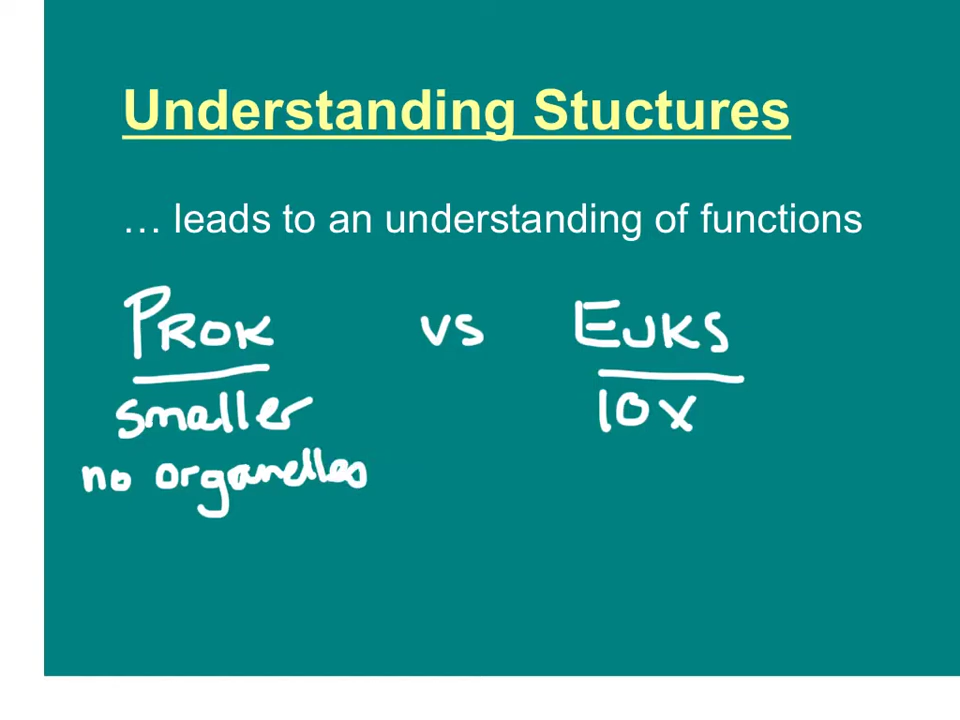 Understanding Stuctures
… leads to an understanding of functions
PROK vs EUKS
smaller 10x
no organelles